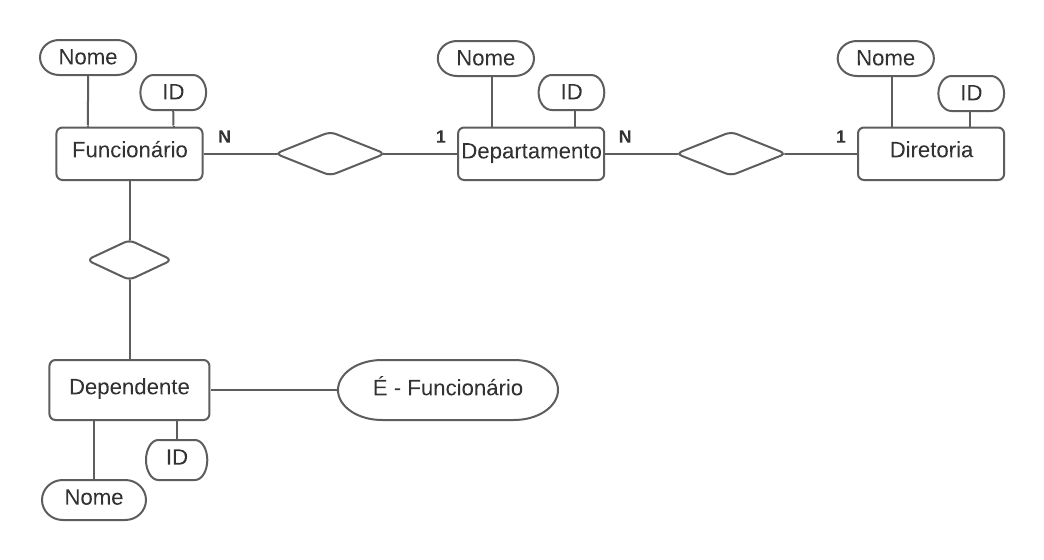 Nome
Nome
Nome
ID
ID
ID
Funcionário
N
1
Departamento
N
1
Diretoria
Dependente
É - Funcionário
ID
Nome